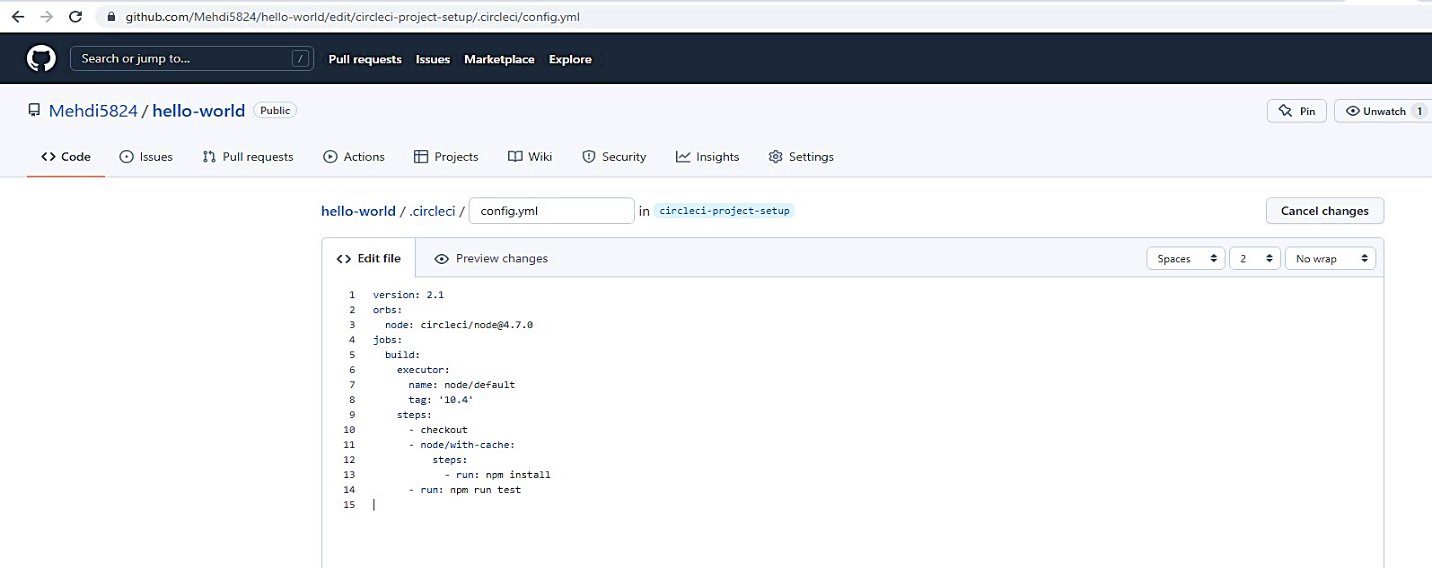 github.com/Mehdi5824/hello-world/edit/circleci-project-setup/.circleci/config.yml
Search or jump to... / Pull requests Issues Marketplace Explore
Mehdi5824 / hello-world Public Pin Unwatch 1
<> Code Issues Pull requests Actions Projects Wiki Security Insights Settings
hello-world / .circleci / config.yml in circleci-project-setup Cancel changes
<> Edit file Preview changes Spaces 2 No wrap
1 version: 2.1
2 orbs:
3   node: circleci/node@4.7.0
4 jobs:
5   build:
6     executor:
7       name: node/default
8       tag: '10.4'
9     steps:
10       - checkout
11       - node/with-cache:
12           steps:
13             - run: npm install
14       - run: npm run test
15